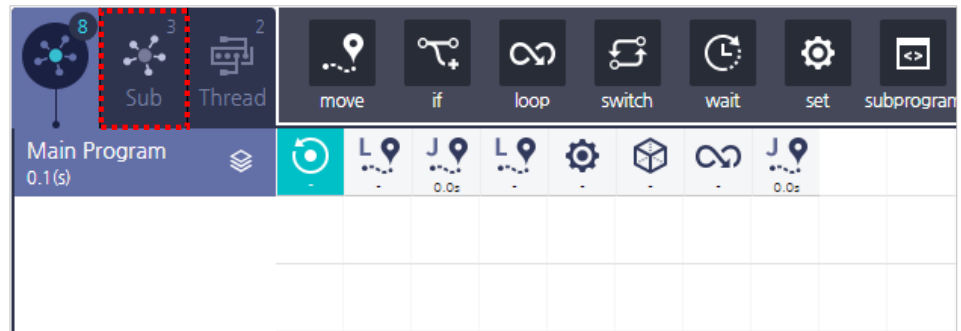 8
3
2
Sub
Thread
move
if
loop
switch
wait
set
subprogram
Main Program
0.1(s)
-
L
-
J
0.0s
L
-
-
-
-
J
0.0s